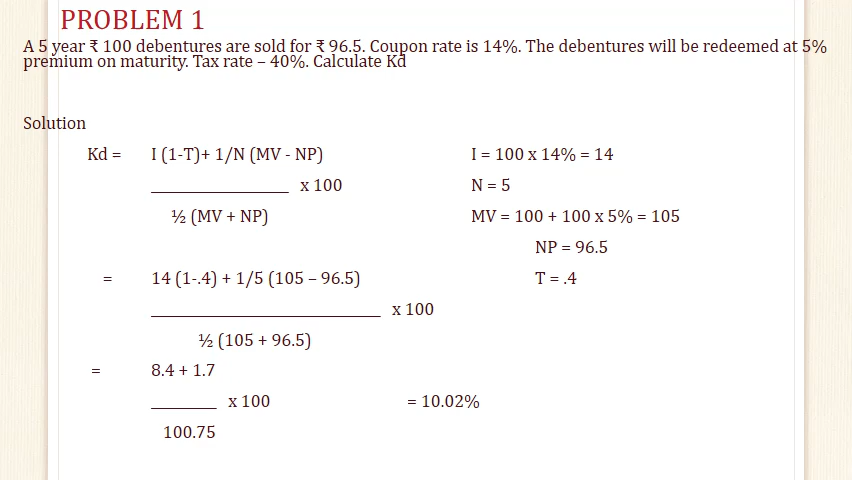 PROBLEM 1
A 5 year ₹ 100 debentures are sold for ₹ 96.5. Coupon rate is 14%. The debentures will be redeemed at 5%
premium on maturity. Tax rate – 40%. Calculate Kd
Solution
Kd = I (1-T)+ 1/N (MV - NP) I = 100 x 14% = 14
x 100 N = 5
½ (MV + NP) MV = 100 + 100 x 5% = 105
NP = 96.5
= 14 (1-.4) + 1/5 (105 – 96.5) T = .4
x 100
½ (105 + 96.5)
= 8.4 + 1.7
x 100 = 10.02%
100.75